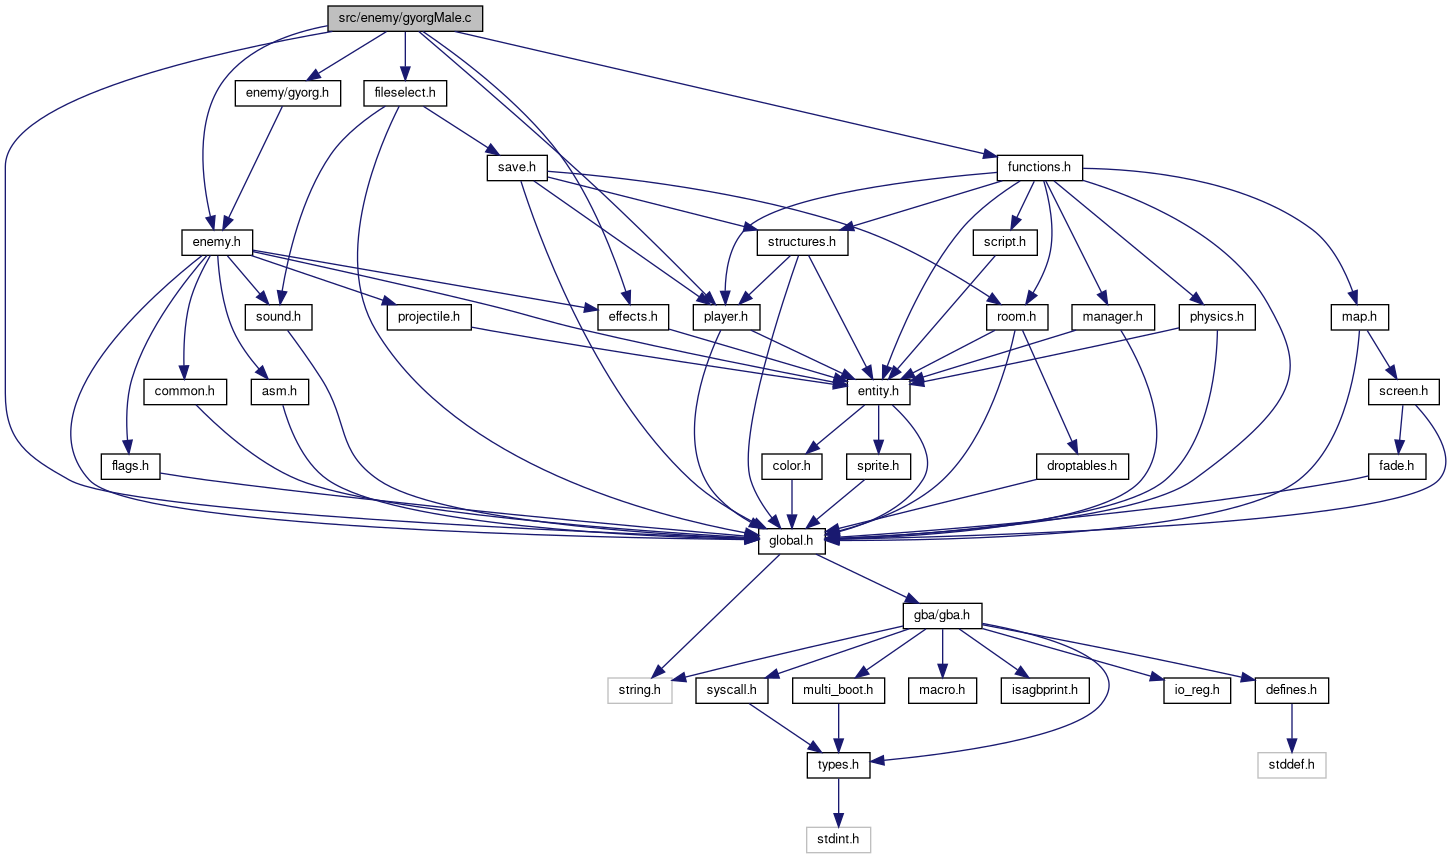 src/enemy/gyorgMale.c
enemy/gyorg.h
fileselect.h
save.h
functions.h
enemy.h
structures.h
script.h
sound.h
projectile.h
effects.h
player.h
room.h
manager.h
physics.h
map.h
common.h
asm.h
entity.h
screen.h
flags.h
color.h
sprite.h
droptables.h
fade.h
global.h
gba/gba.h
string.h
syscall.h
multi_boot.h
macro.h
isagbprint.h
io_reg.h
defines.h
types.h
stddef.h
stdint.h